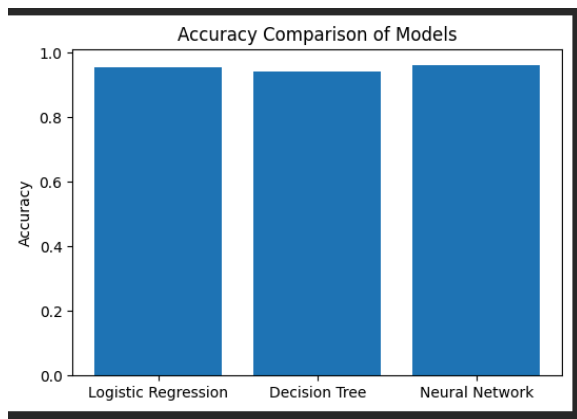 Accuracy Comparison of Models
1.0
0.8
0.6
0.4
0.2
0.0
Accuracy
Logistic Regression Decision Tree Neural Network